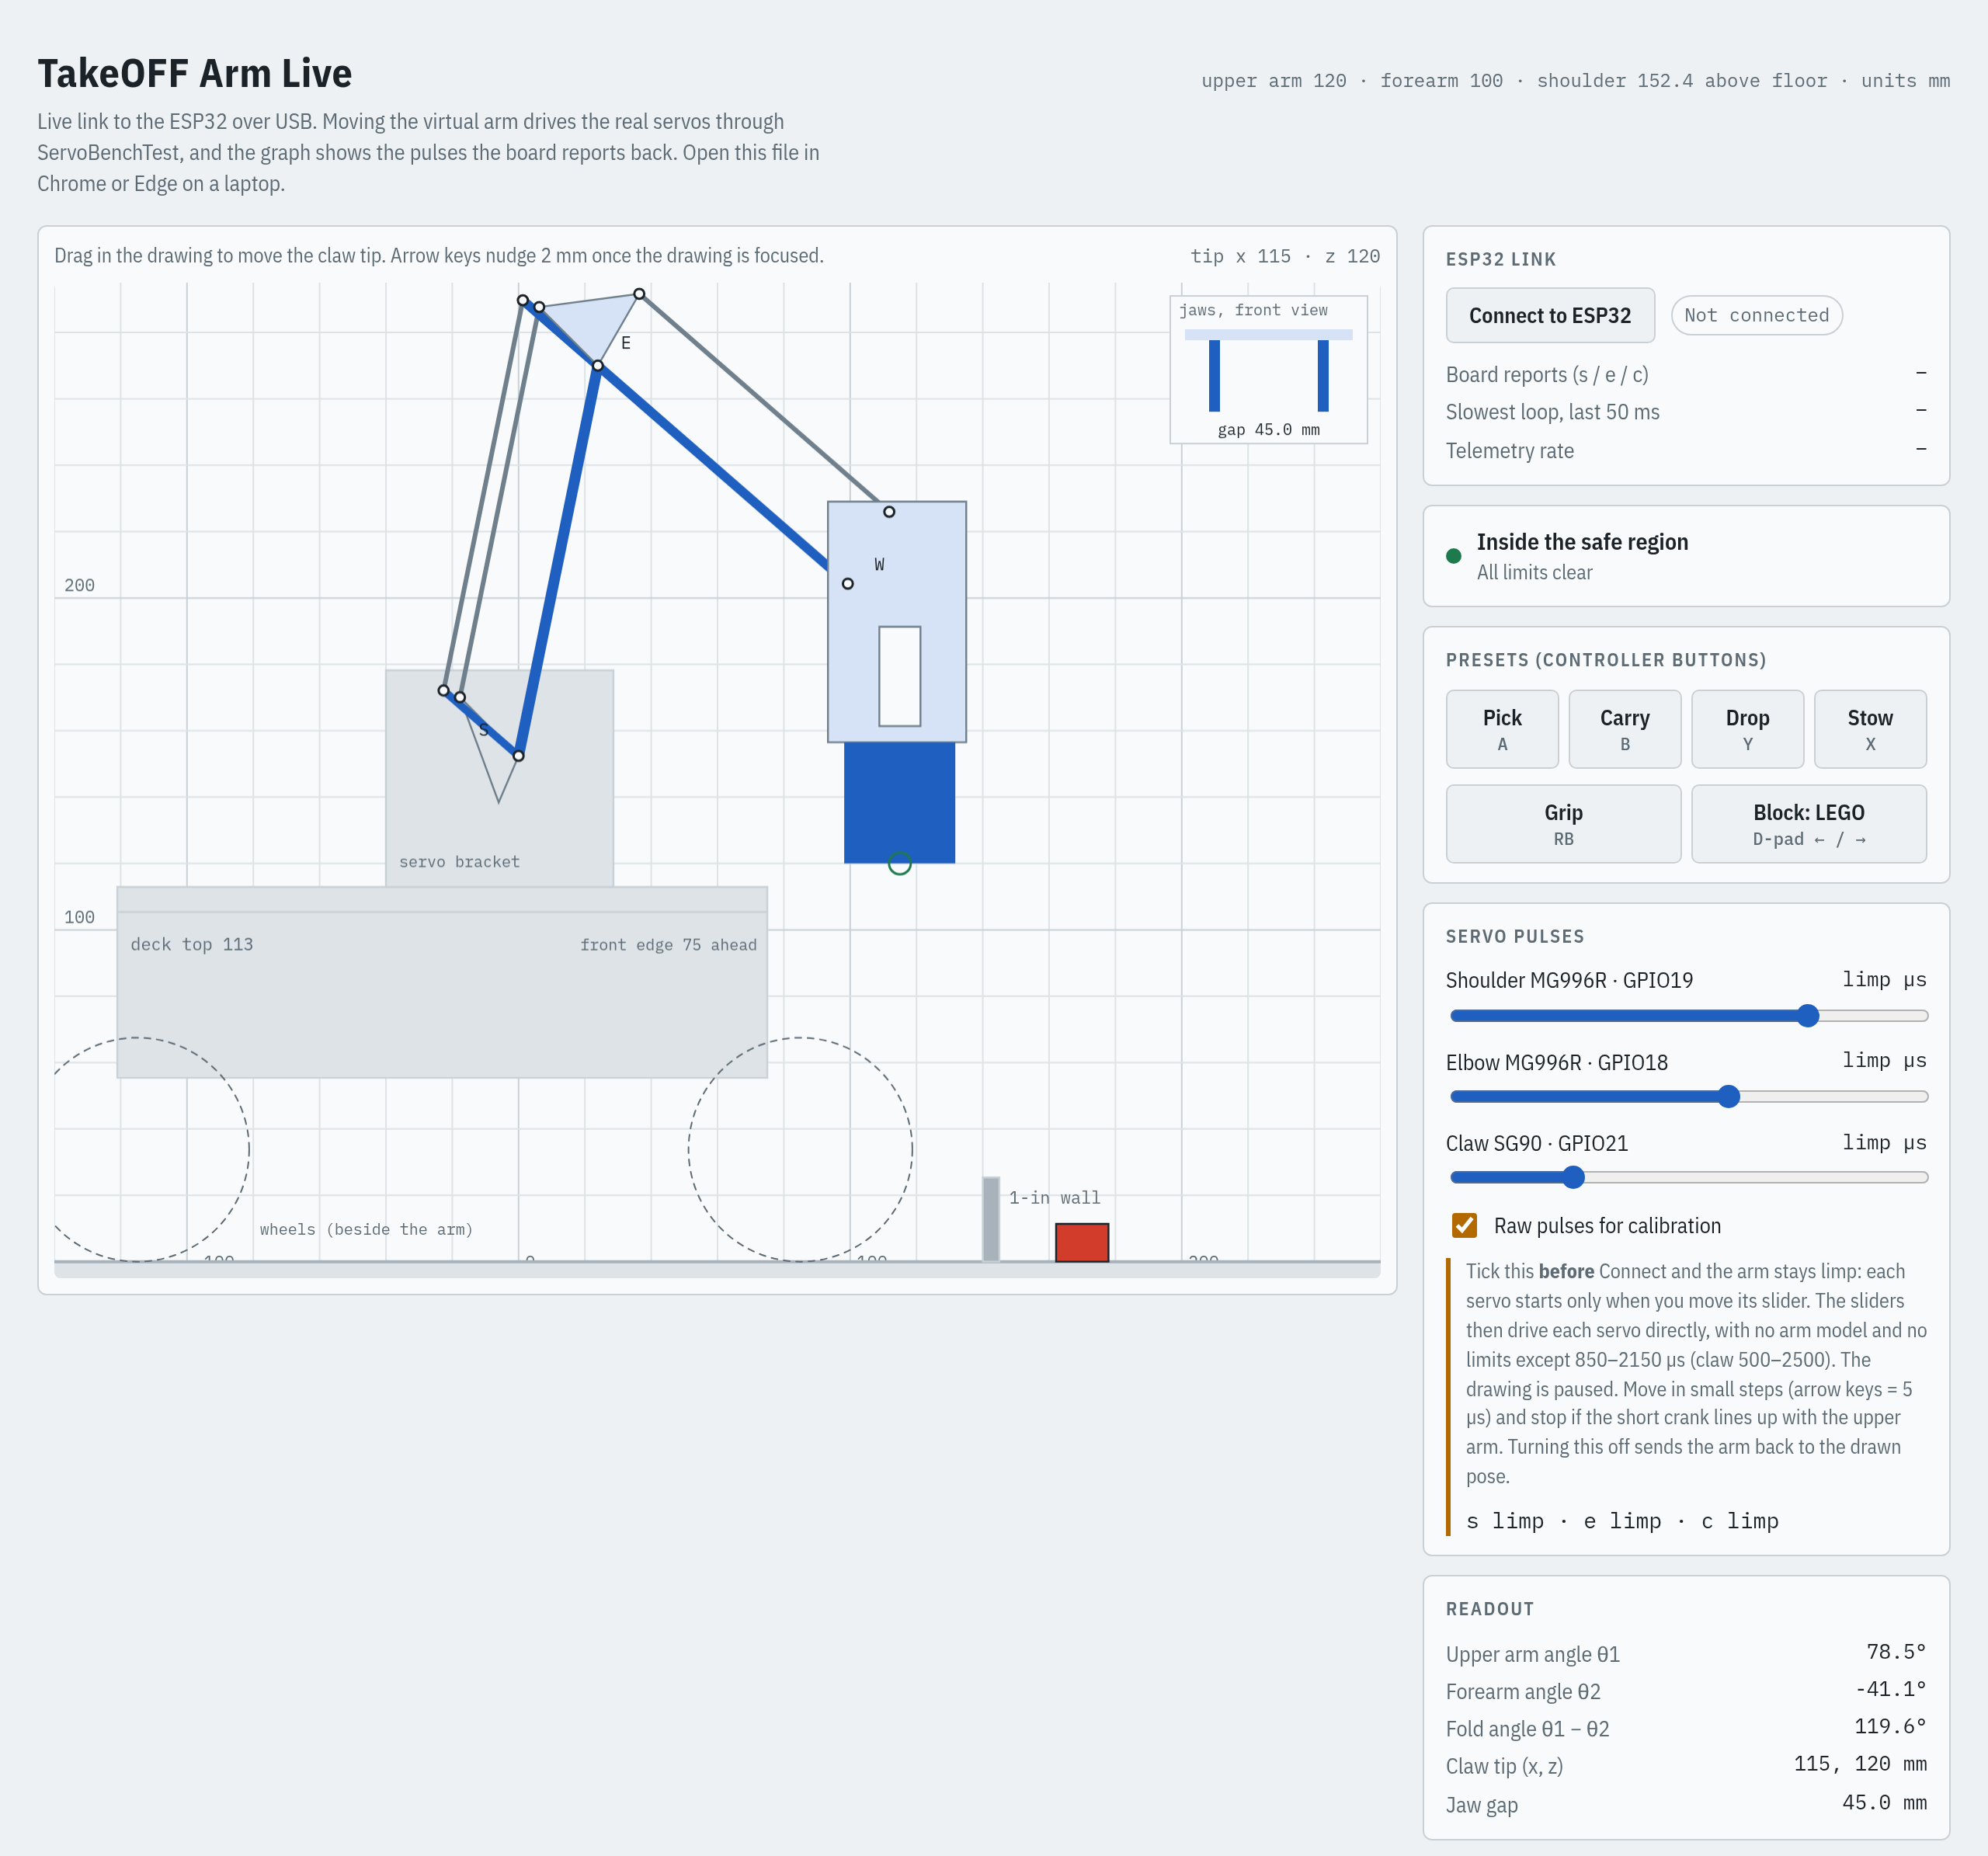 TakeOFF Arm Live
upper arm 120 · forearm 100 · shoulder 152.4 above floor · units mm
Live link to the ESP32 over USB. Moving the virtual arm drives the real servos through
ServoBenchTest, and the graph shows the pulses the board reports back. Open this file in
Chrome or Edge on a laptop.
Drag in the drawing to move the claw tip. Arrow keys nudge 2 mm once the drawing is focused.
tip x 115 · z 120
jaws, front view
gap 45.0 mm
E
W
200
S
servo bracket
100
deck top 113
front edge 75 ahead
1-in wall
wheels (beside the arm)
ESP32 LINK
Connect to ESP32
Not connected
Board reports (s / e / c) –
Slowest loop, last 50 ms –
Telemetry rate –
Inside the safe region
All limits clear
PRESETS (CONTROLLER BUTTONS)
Pick
A
Carry
B
Drop
Y
Stow
X
Grip
RB
Block: LEGO
D-pad ← / →
SERVO PULSES
Shoulder MG996R · GPIO19 limp µs
Elbow MG996R · GPIO18 limp µs
Claw SG90 · GPIO21 limp µs
Raw pulses for calibration
Tick this before Connect and the arm stays limp: each
servo starts only when you move its slider. The sliders
then drive each servo directly, with no arm model and no
limits except 850–2150 µs (claw 500–2500). The
drawing is paused. Move in small steps (arrow keys = 5
µs) and stop if the short crank lines up with the upper
arm. Turning this off sends the arm back to the drawn
pose.
s limp · e limp · c limp
READOUT
Upper arm angle θ1 78.5°
Forearm angle θ2 -41.1°
Fold angle θ1 – θ2 119.6°
Claw tip (x, z) 115, 120 mm
Jaw gap 45.0 mm